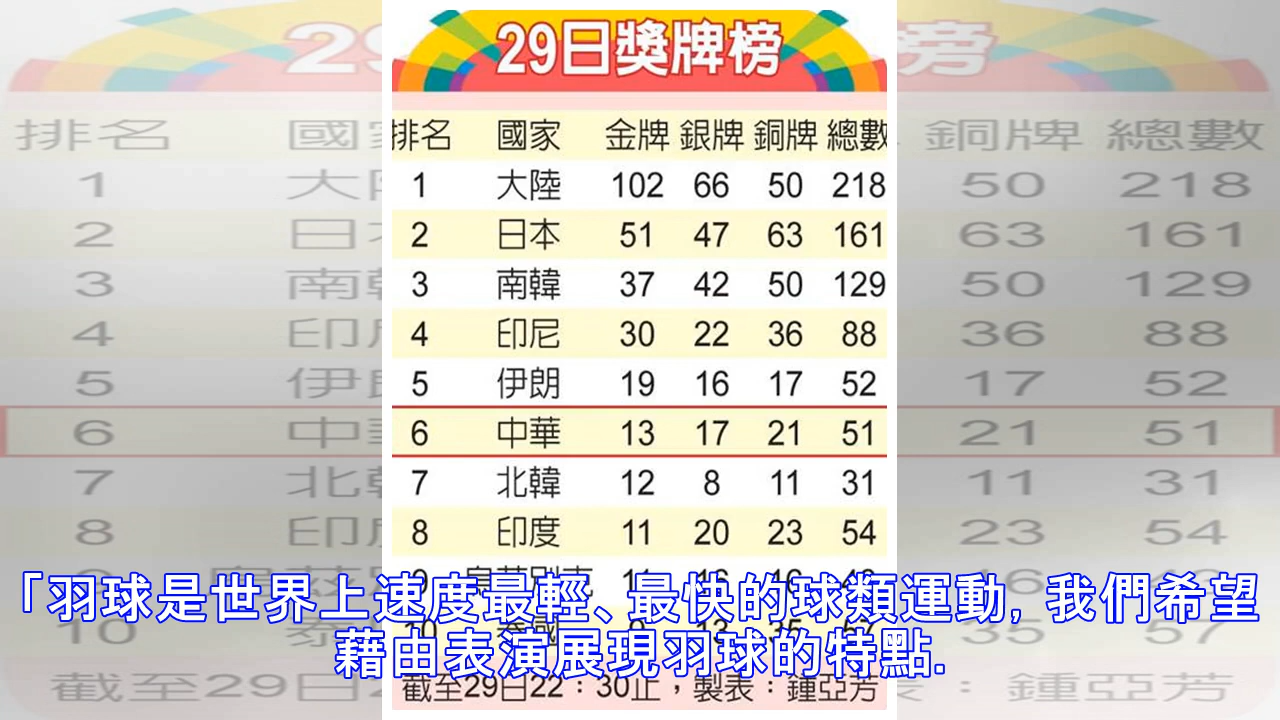 29日獎牌榜
排名 國家 金牌 銀牌 銅牌 總數
1 大陸 102 66 50 218
2 日本 51 47 63 161
3 南韓 37 42 50 129
4 印尼 30 22 36 88
5 伊朗 19 16 17 52
6 中華 13 17 21 51
7 北韓 12 8 11 31
8 印度 11 20 23 54
「羽球是世界上速度最輕、最快的球類運動, 我們希望
10 35 57
藉由表演展現羽球的特點.
截至29日22：30止，製表：鍾亞芳